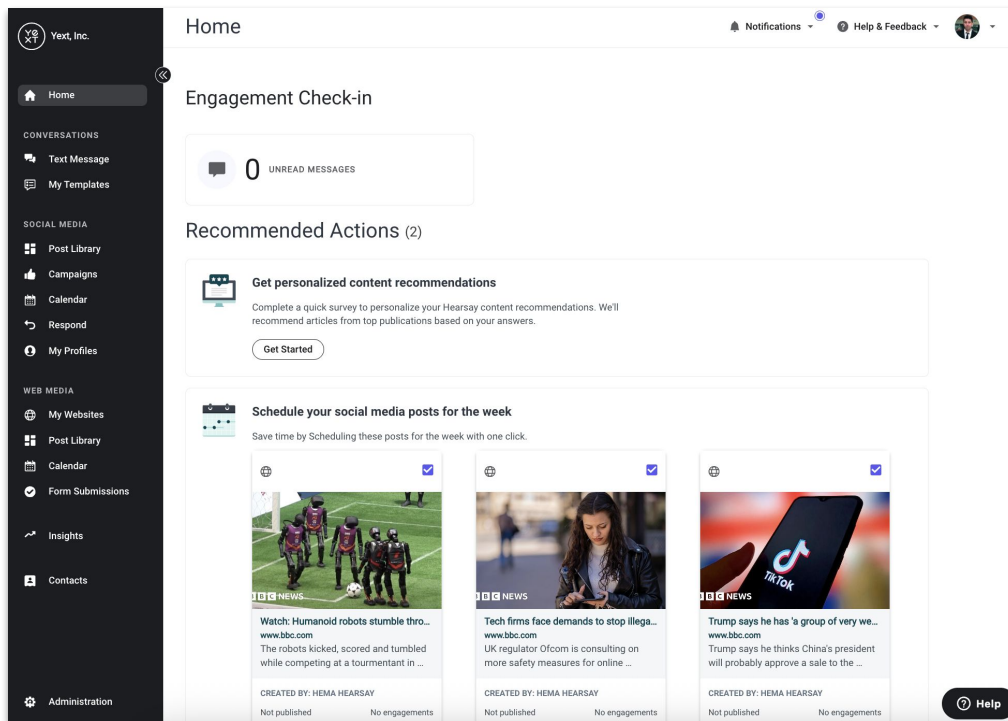 YEXT
Yext, Inc.
Home
Notifications
Help & Feedback
Home
CONVERSATIONS
Text Message
My Templates
SOCIAL MEDIA
Post Library
Campaigns
Calendar
Respond
My Profiles
WEB MEDIA
My Websites
Post Library
Calendar
Form Submissions
Insights
Contacts
Administration
Engagement Check-in
0 UNREAD MESSAGES
Recommended Actions (2)
Get personalized content recommendations
Complete a quick survey to personalize your Hearsay content recommendations. We'll
recommend articles from top publications based on your answers.
Get Started
Schedule your social media posts for the week
Save time by Scheduling these posts for the week with one click.
BBC NEWS
Watch: Humanoid robots stumble thro...
www.bbc.com
The robots kicked, scored and tumbled
while competing at a tourmentant in ...
CREATED BY: HEMA HEARSAY
Not published No engagements
BBC NEWS
Tech firms face demands to stop illega...
www.bbc.com
UK regulator Ofcom is consulting on
more safety measures for online ...
CREATED BY: HEMA HEARSAY
Not published No engagements
TikTok
BBC NEWS
Trump says he has 'a group of very we...
www.bbc.com
Trump says he thinks China's president
will probably approve a sale to the ...
CREATED BY: HEMA HEARSAY
Not published No engagements
Help